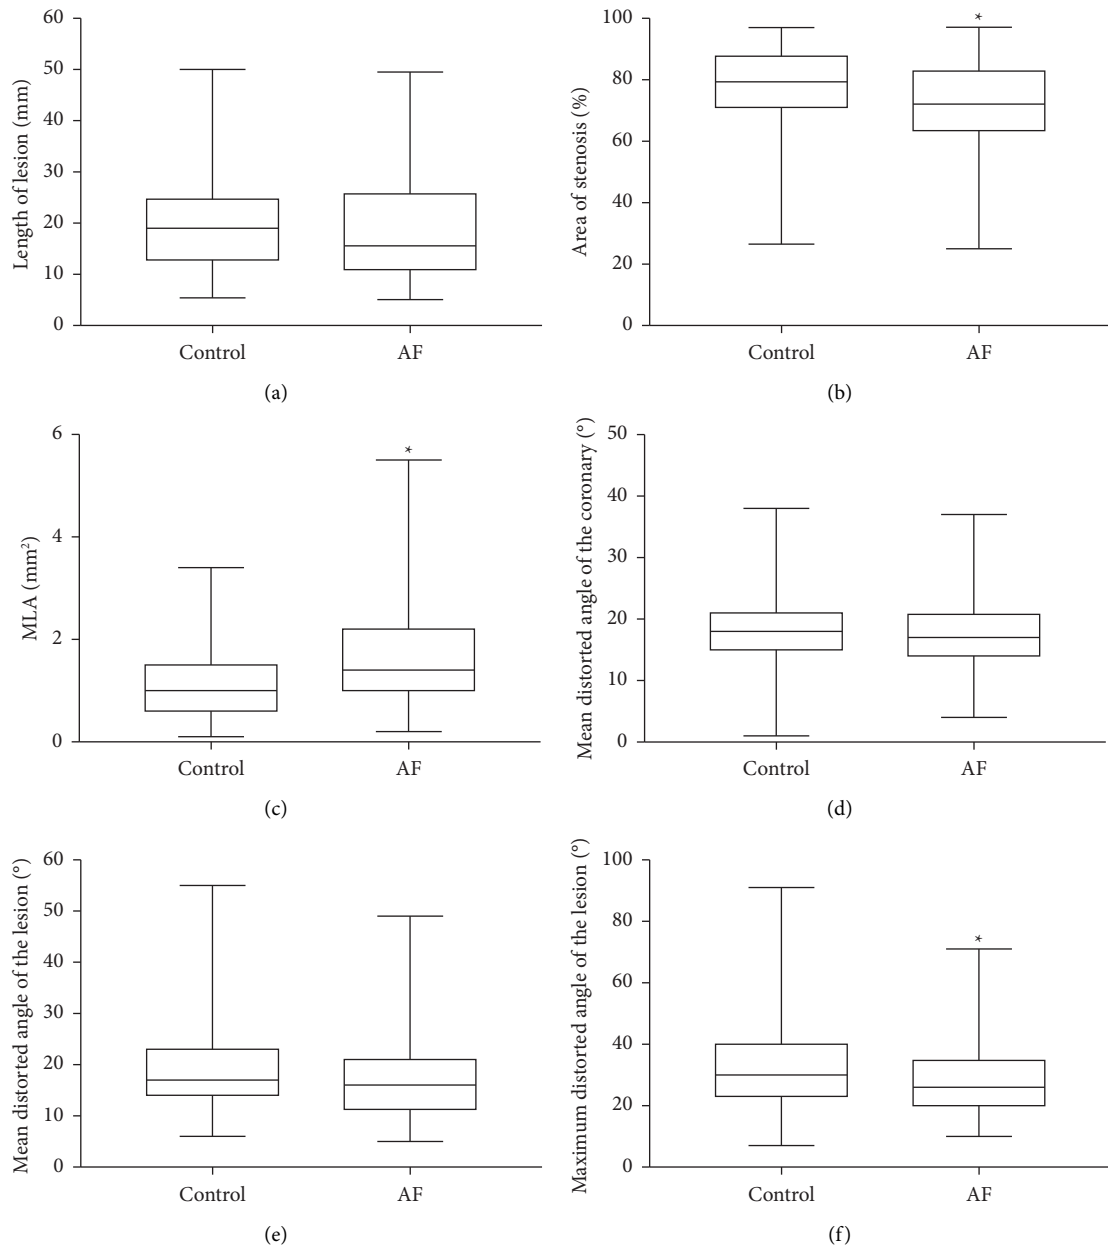 Length of lesion (mm)
60
50
40
30
20
10
0
Control
AF
(a)
Area of stenosis (%)
100
80
60
40
20
0
*
Control
AF
(b)
MLA (mm²)
6
4
2
0
*
Control
AF
(c)
Mean distorted angle of the coronary (°)
50
40
30
20
10
0
Control
AF
(d)
Mean distorted angle of the lesion (°)
60
50
40
30
20
10
0
Control
AF
(e)
Maximum distorted angle of the lesion (°)
100
80
60
40
20
0
*
Control
AF
(f)